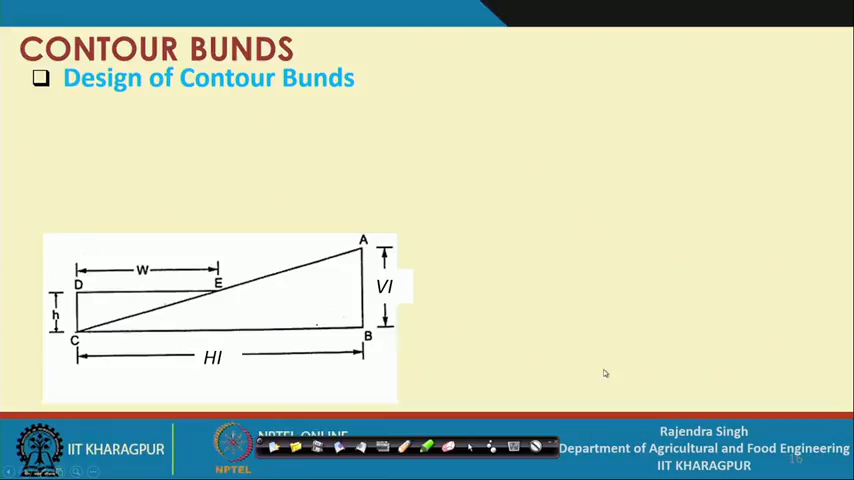 CONTOUR BUNDS
Design of Contour Bunds
A
W
D
E
VI
h
C
B
HI
IIT KHARAGPUR
NPTEL
NPTEL ONLINE
Rajendra Singh
Department of Agricultural and Food Engineering
IIT KHARAGPUR
16